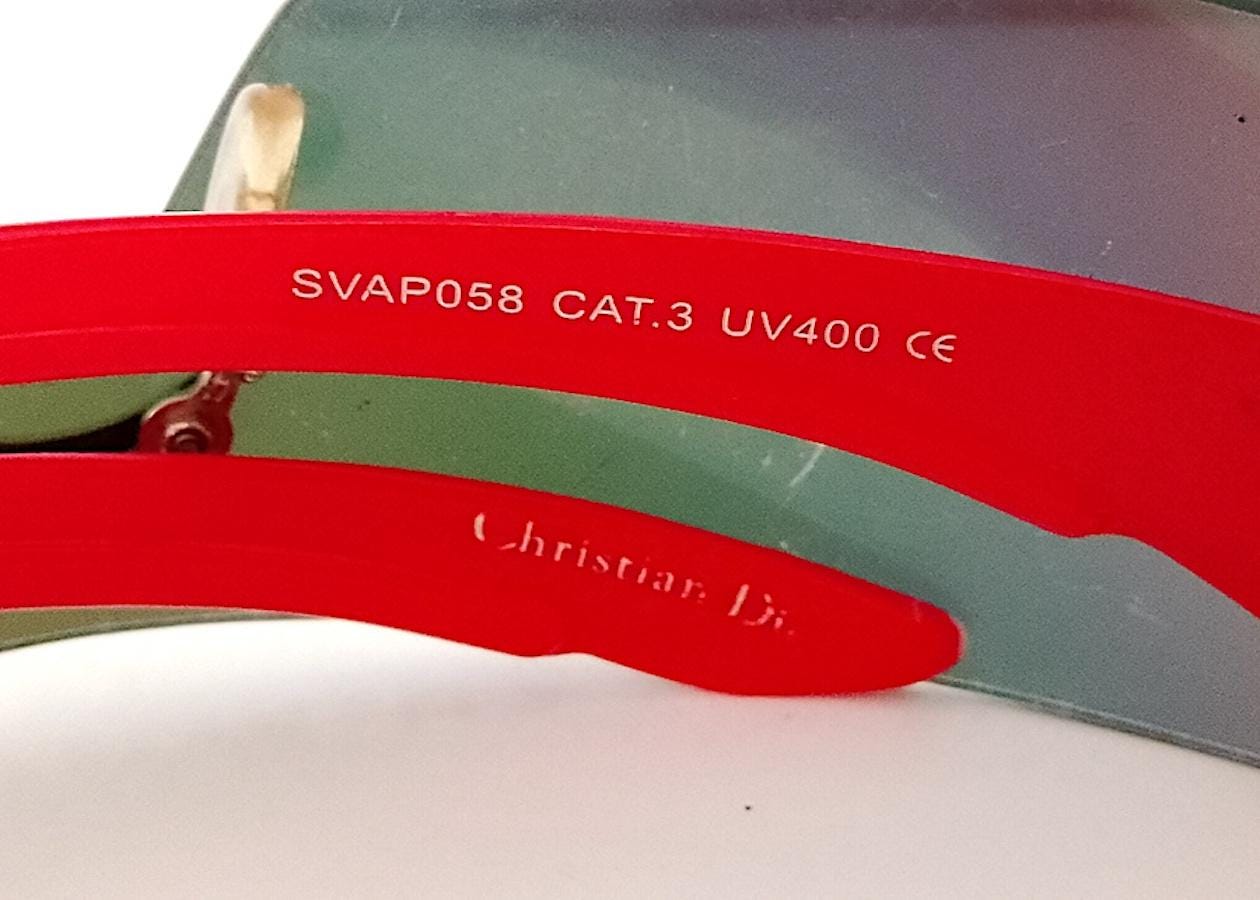 SVAP058 CAT.3 UV400 CE
Christian Di